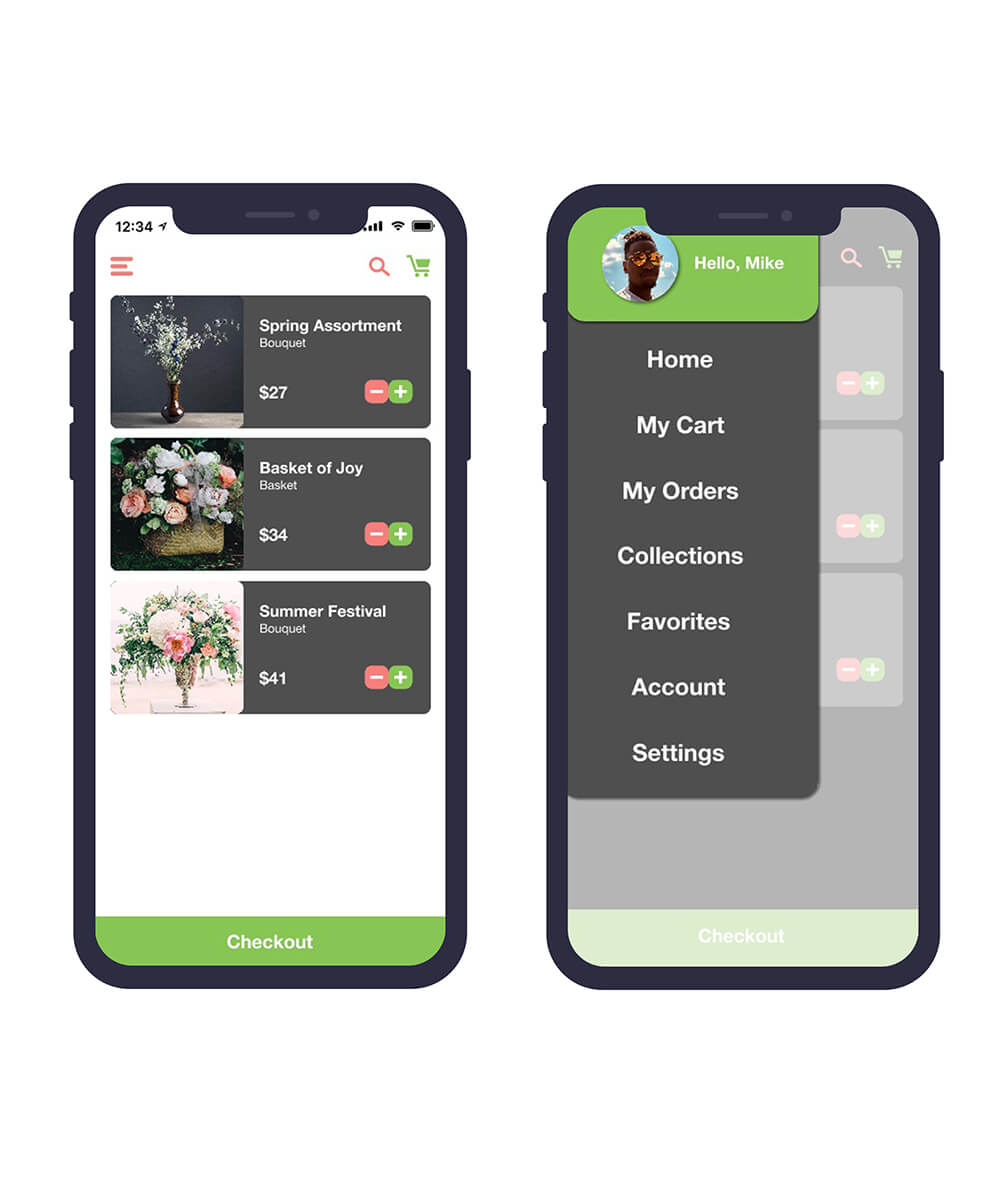 12:34
Spring Assortment
Bouquet
$27
Basket of Joy
Basket
$34
Summer Festival
Bouquet
$41
Checkout
Hello, Mike
Home
My Cart
My Orders
Collections
Favorites
Account
Settings
Checkout